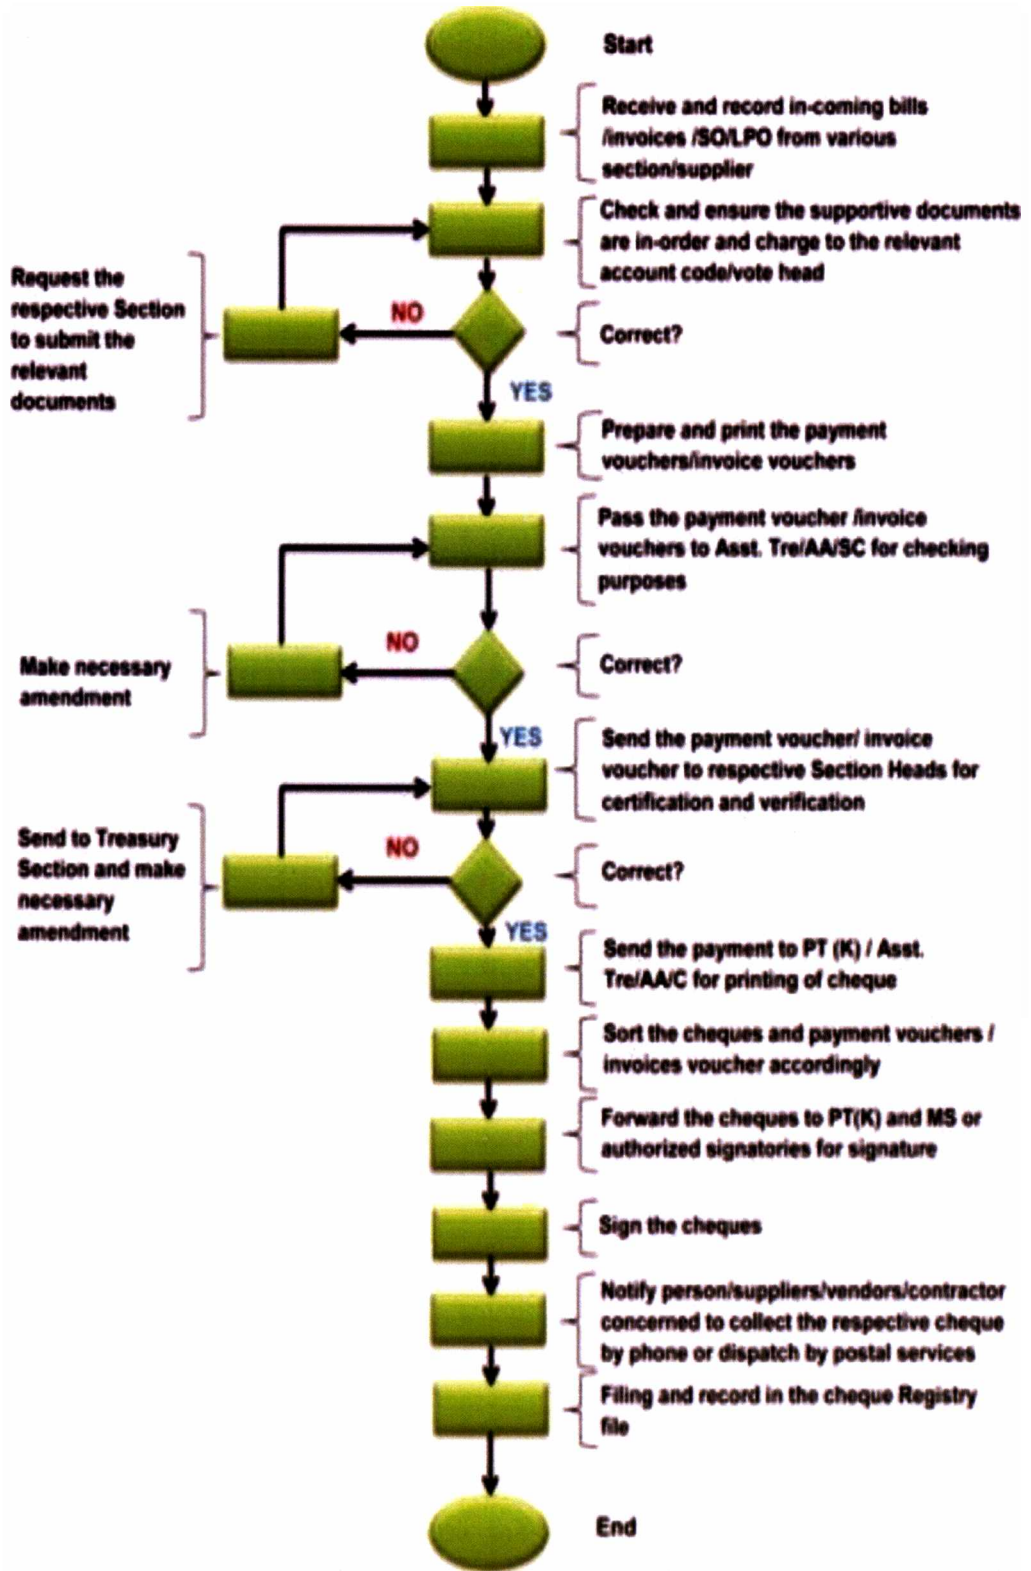 Start
Receive and record in-coming bills
/invoices /SO/LPO from various
section/supplier
Check and ensure the supportive documents
are in-order and charge to the relevant
account code/vote head
Request the
respective Section
to submit the
relevant
documents
NO
Correct?
YES
Prepare and print the payment
vouchers/invoice vouchers
Pass the payment voucher /invoice
vouchers to Asst. Tre/AA/SC for checking
purposes
Make necessary
amendment
NO
Correct?
YES
Send the payment voucher/ invoice
voucher to respective Section Heads for
certification and verification
Send to Treasury
Section and make
necessary
amendment
NO
Correct?
YES
Send the payment to PT (K) / Asst.
Tre/AA/C for printing of cheque
Sort the cheques and payment vouchers /
invoices voucher accordingly
Forward the cheques to PT(K) and MS or
authorized signatories for signature
Sign the cheques
Notify person/suppliers/vendors/contractor
concerned to collect the respective cheque
by phone or dispatch by postal services
Filing and record in the cheque Registry
file
End